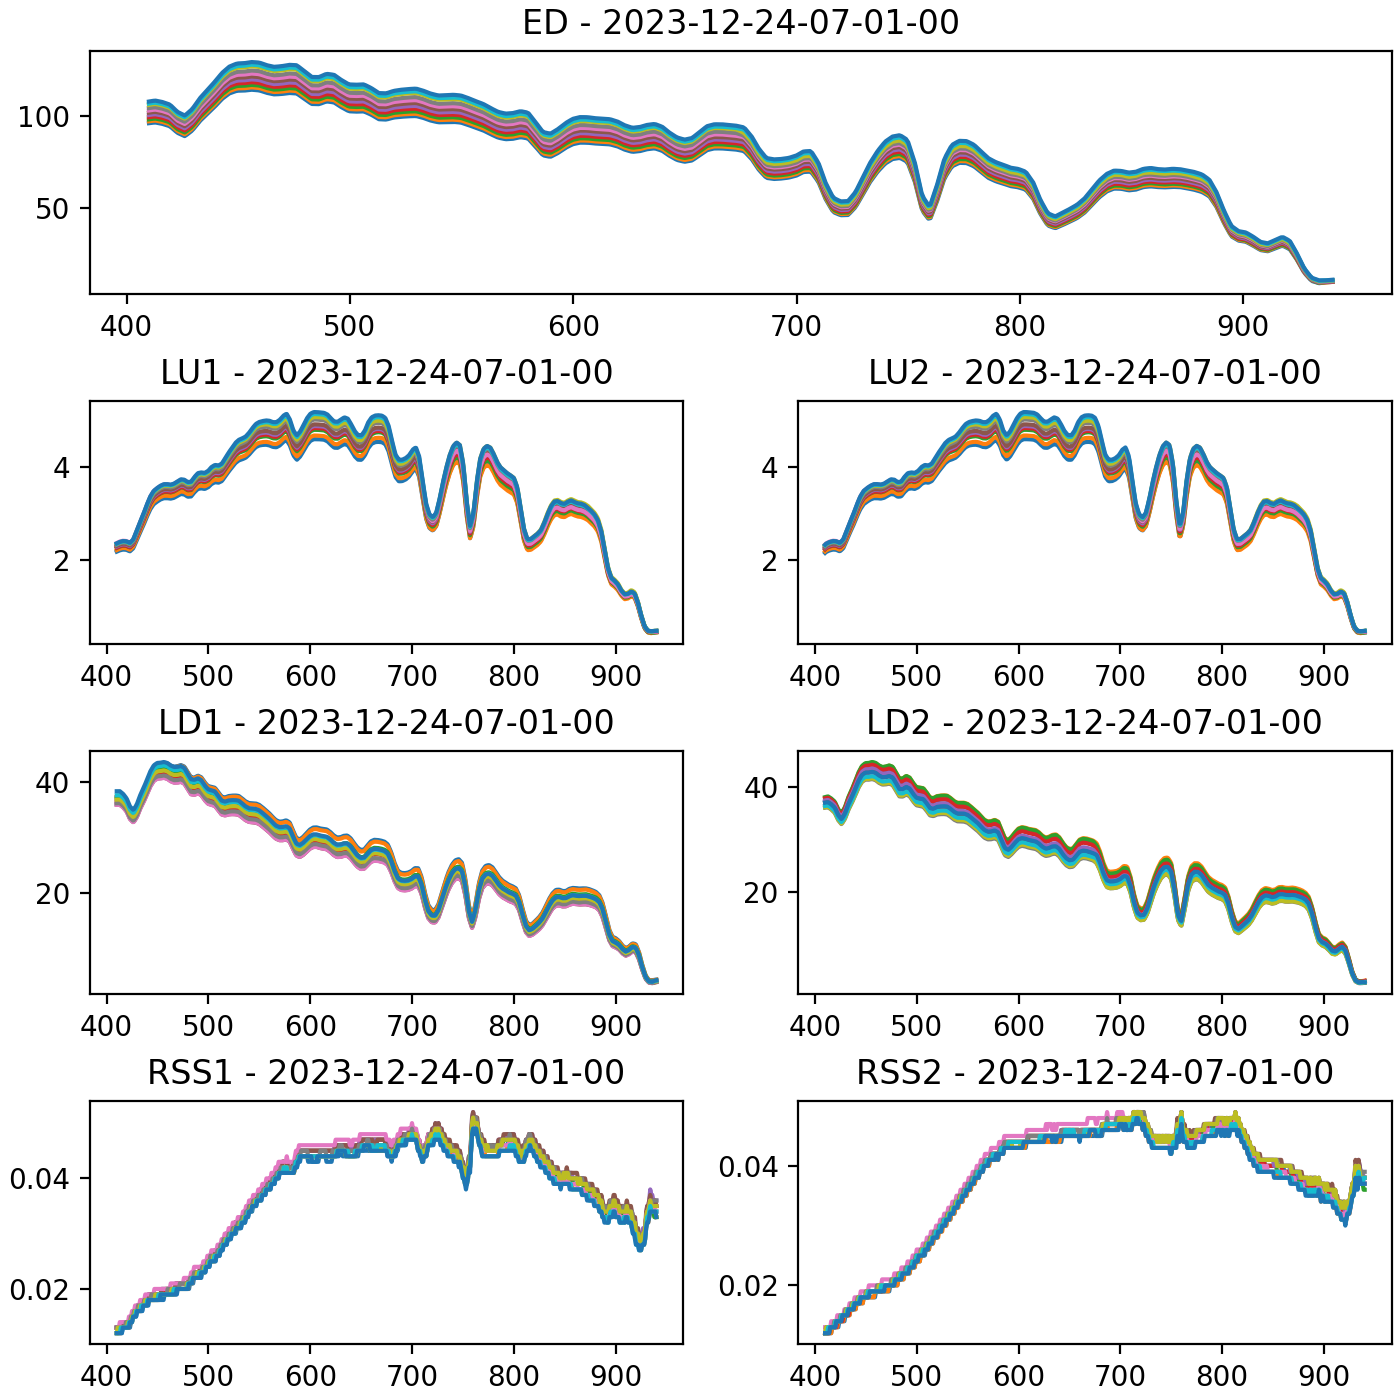 ED - 2023-12-24-07-01-00
100
50
400 500 600 700 800 900
LU1 - 2023-12-24-07-01-00
4
2
400 500 600 700 800 900
LU2 - 2023-12-24-07-01-00
4
2
400 500 600 700 800 900
LD1 - 2023-12-24-07-01-00
40
20
400 500 600 700 800 900
LD2 - 2023-12-24-07-01-00
40
20
400 500 600 700 800 900
RSS1 - 2023-12-24-07-01-00
0.04
0.02
400 500 600 700 800 900
RSS2 - 2023-12-24-07-01-00
0.04
0.02
400 500 600 700 800 900